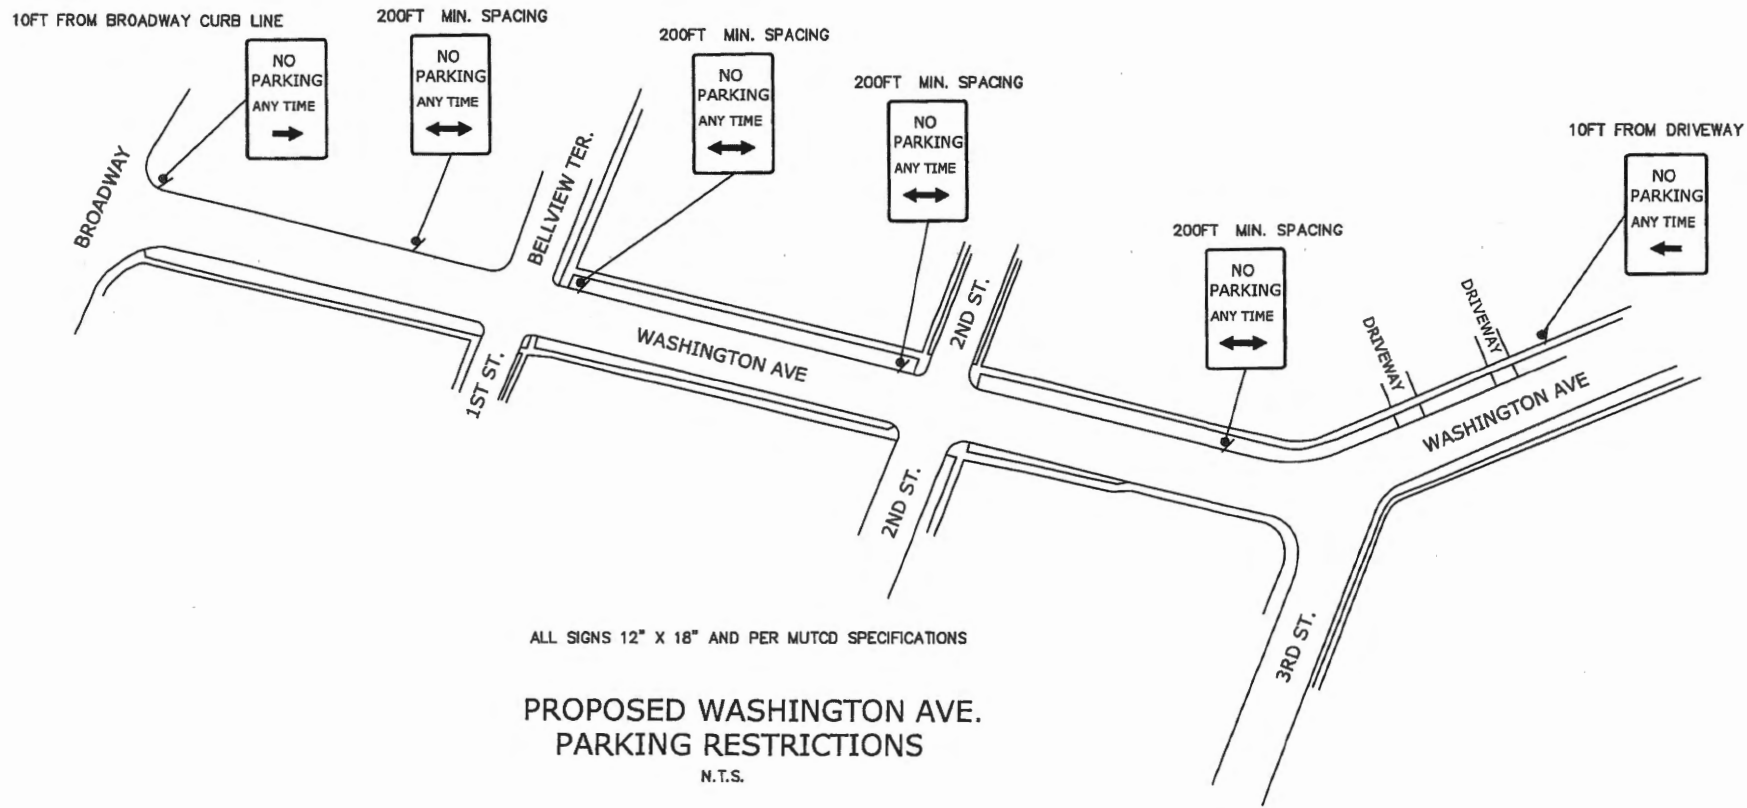 10FT FROM BROADWAY CURB LINE
NO
PARKING
ANY TIME
200FT MIN. SPACING
NO
PARKING
ANY TIME
200FT MIN. SPACING
NO
PARKING
ANY TIME
200FT MIN. SPACING
NO
PARKING
ANY TIME
200FT MIN. SPACING
NO
PARKING
ANY TIME
10FT FROM DRIVEWAY
NO
PARKING
ANY TIME
BROADWAY
BELLVIEW TER.
WASHINGTON AVE
1ST ST.
2ND ST.
2ND ST.
DRIVEWAY
DRIVEWAY
WASHINGTON AVE
3RD ST.
ALL SIGNS 12" X 18" AND PER MUTCD SPECIFICATIONS
PROPOSED WASHINGTON AVE.
PARKING RESTRICTIONS
N.T.S.